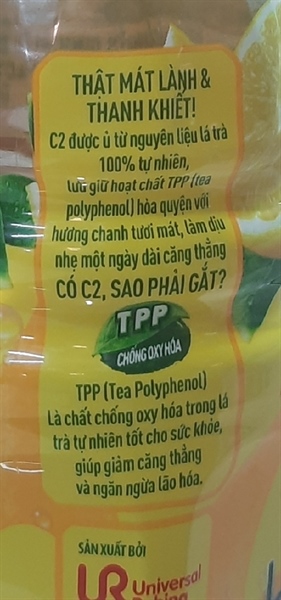 THẬT MÁT LÀNH &
THANH KHIẾT!
C2 được ủ từ nguyên liệu lá trà
100% tự nhiên,
lưu giữ hoạt chất TPP (tea
polyphenol) hòa quyện với
hương chanh tươi mát, làm dịu
nhẹ một ngày dài căng thẳng
CÓ C2, SAO PHẢI GẮT?
TPP
CHỐNG OXY HÓA
TPP (Tea Polyphenol)
Là chất chống oxy hóa trong lá
trà tự nhiên tốt cho sức khỏe,
giúp giảm căng thẳng
và ngăn ngừa lão hóa.
SẢN XUẤT BỞI
UR Universal
Robina